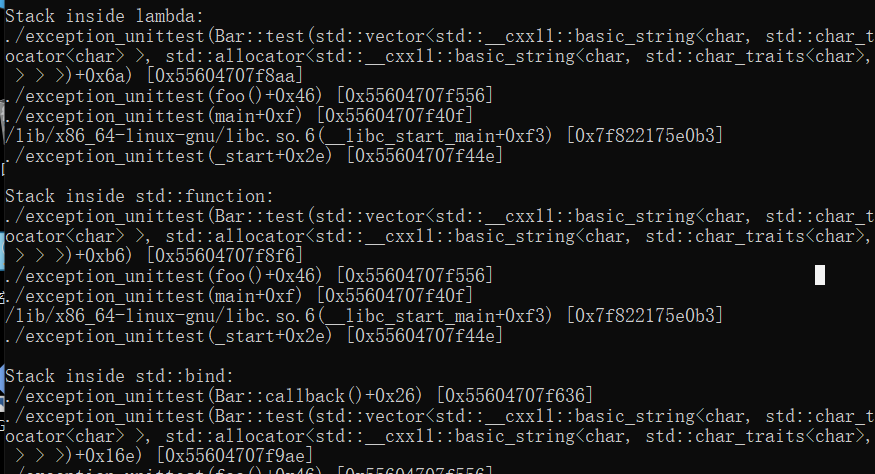 Stack inside lambda:
./exception_unittest(Bar::test(std::vector<std::__cxx11::basic_string<char, std::char_t
ocator<char> >, std::allocator<std::__cxx11::basic_string<char, std::char_traits<char>,
 > > >)+0x6a) [0x55604707f8aa]
./exception_unittest(foo()+0x46) [0x55604707f556]
./exception_unittest(main+0xf) [0x55604707f40f]
/lib/x86_64-linux-gnu/libc.so.6(__libc_start_main+0xf3) [0x7f822175e0b3]
./exception_unittest(_start+0x2e) [0x55604707f44e]

Stack inside std::function:
./exception_unittest(Bar::test(std::vector<std::__cxx11::basic_string<char, std::char_t
ocator<char> >, std::allocator<std::__cxx11::basic_string<char, std::char_traits<char>,
 > > >)+0xb6) [0x55604707f8f6]
./exception_unittest(foo()+0x46) [0x55604707f556]
./exception_unittest(main+0xf) [0x55604707f40f]
/lib/x86_64-linux-gnu/libc.so.6(__libc_start_main+0xf3) [0x7f822175e0b3]
./exception_unittest(_start+0x2e) [0x55604707f44e]

Stack inside std::bind:
./exception_unittest(Bar::callback()+0x26) [0x55604707f636]
./exception_unittest(Bar::test(std::vector<std::__cxx11::basic_string<char, std::char_t
ocator<char> >, std::allocator<std::__cxx11::basic_string<char, std::char_traits<char>,
 > > >)+0x16e) [0x55604707f9ae]
./exception_unittest(foo()+0x46) [0x55604707f556]